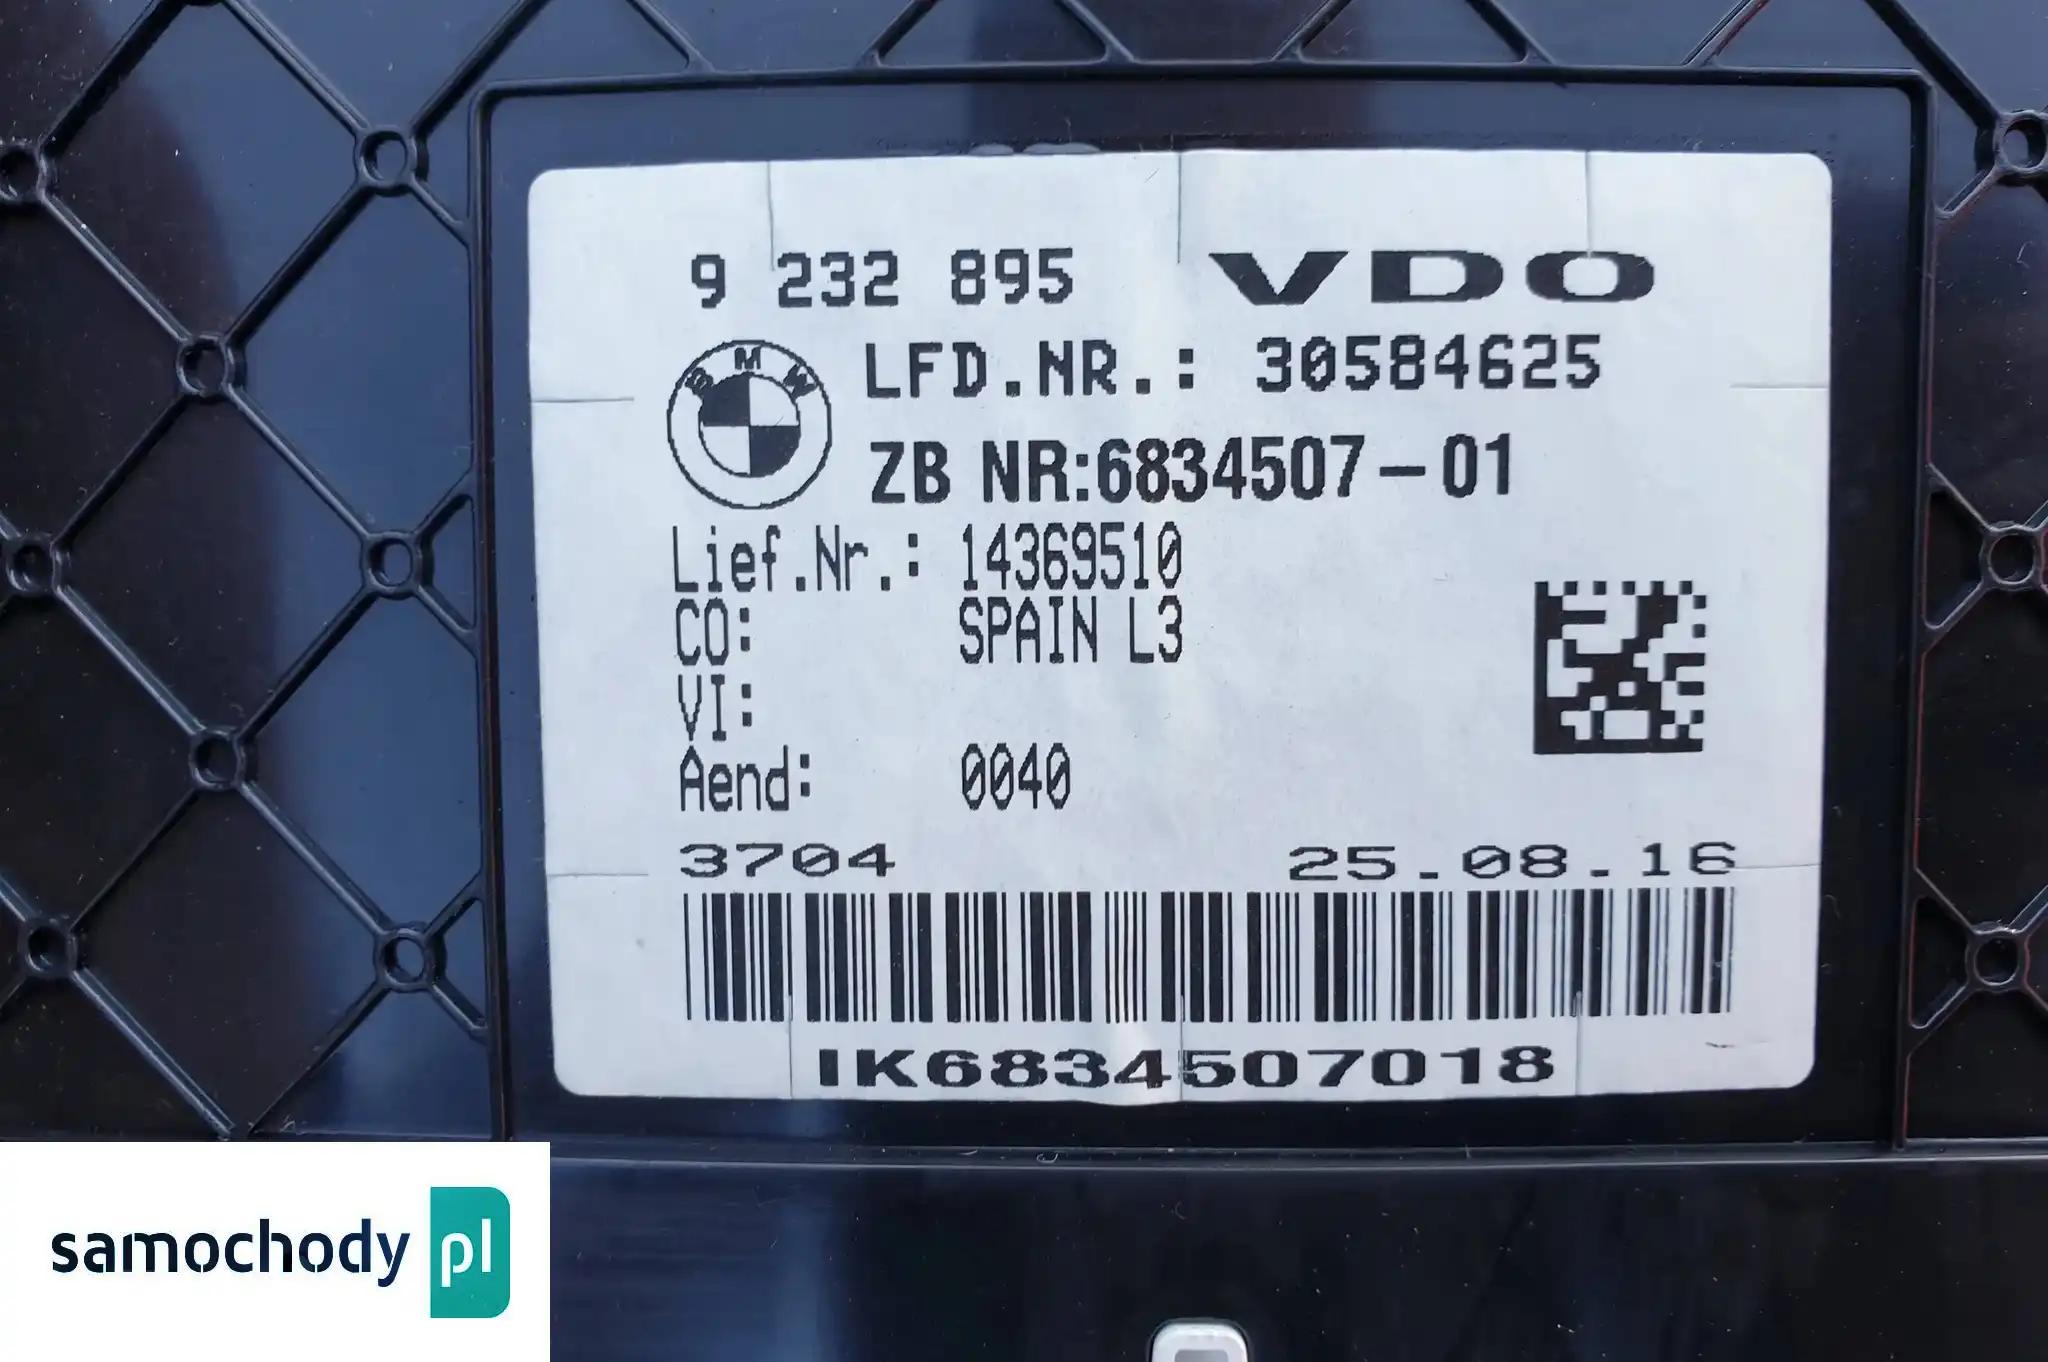 9 232 895 VDO
BMW
LFD.NR.: 30584625
ZB NR:6834507-01
Lief.Nr.: 14369510
CO: SPAIN L3
VI:
Aend: 0040
3704 25.08.16
IK6834507018
samochody pl